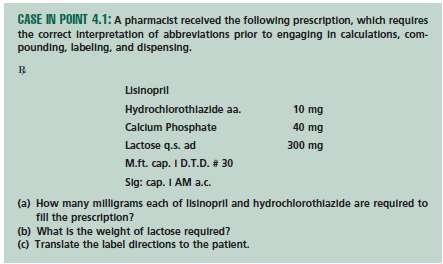 CASE IN POINT 4.1: A pharmacist received the following prescription, which requires
the correct interpretation of abbreviations prior to engaging in calculations, com-
pounding, labeling, and dispensing.
℞
Lisinopril
Hydrochlorothiazide aa. 10 mg
Calcium Phosphate 40 mg
Lactose q.s. ad 300 mg
M.ft. cap. I D.T.D. # 30
Sig: cap. I AM a.c.
(a) How many milligrams each of lisinopril and hydrochlorothiazide are required to
fill the prescription?
(b) What is the weight of lactose required?
(c) Translate the label directions to the patient.